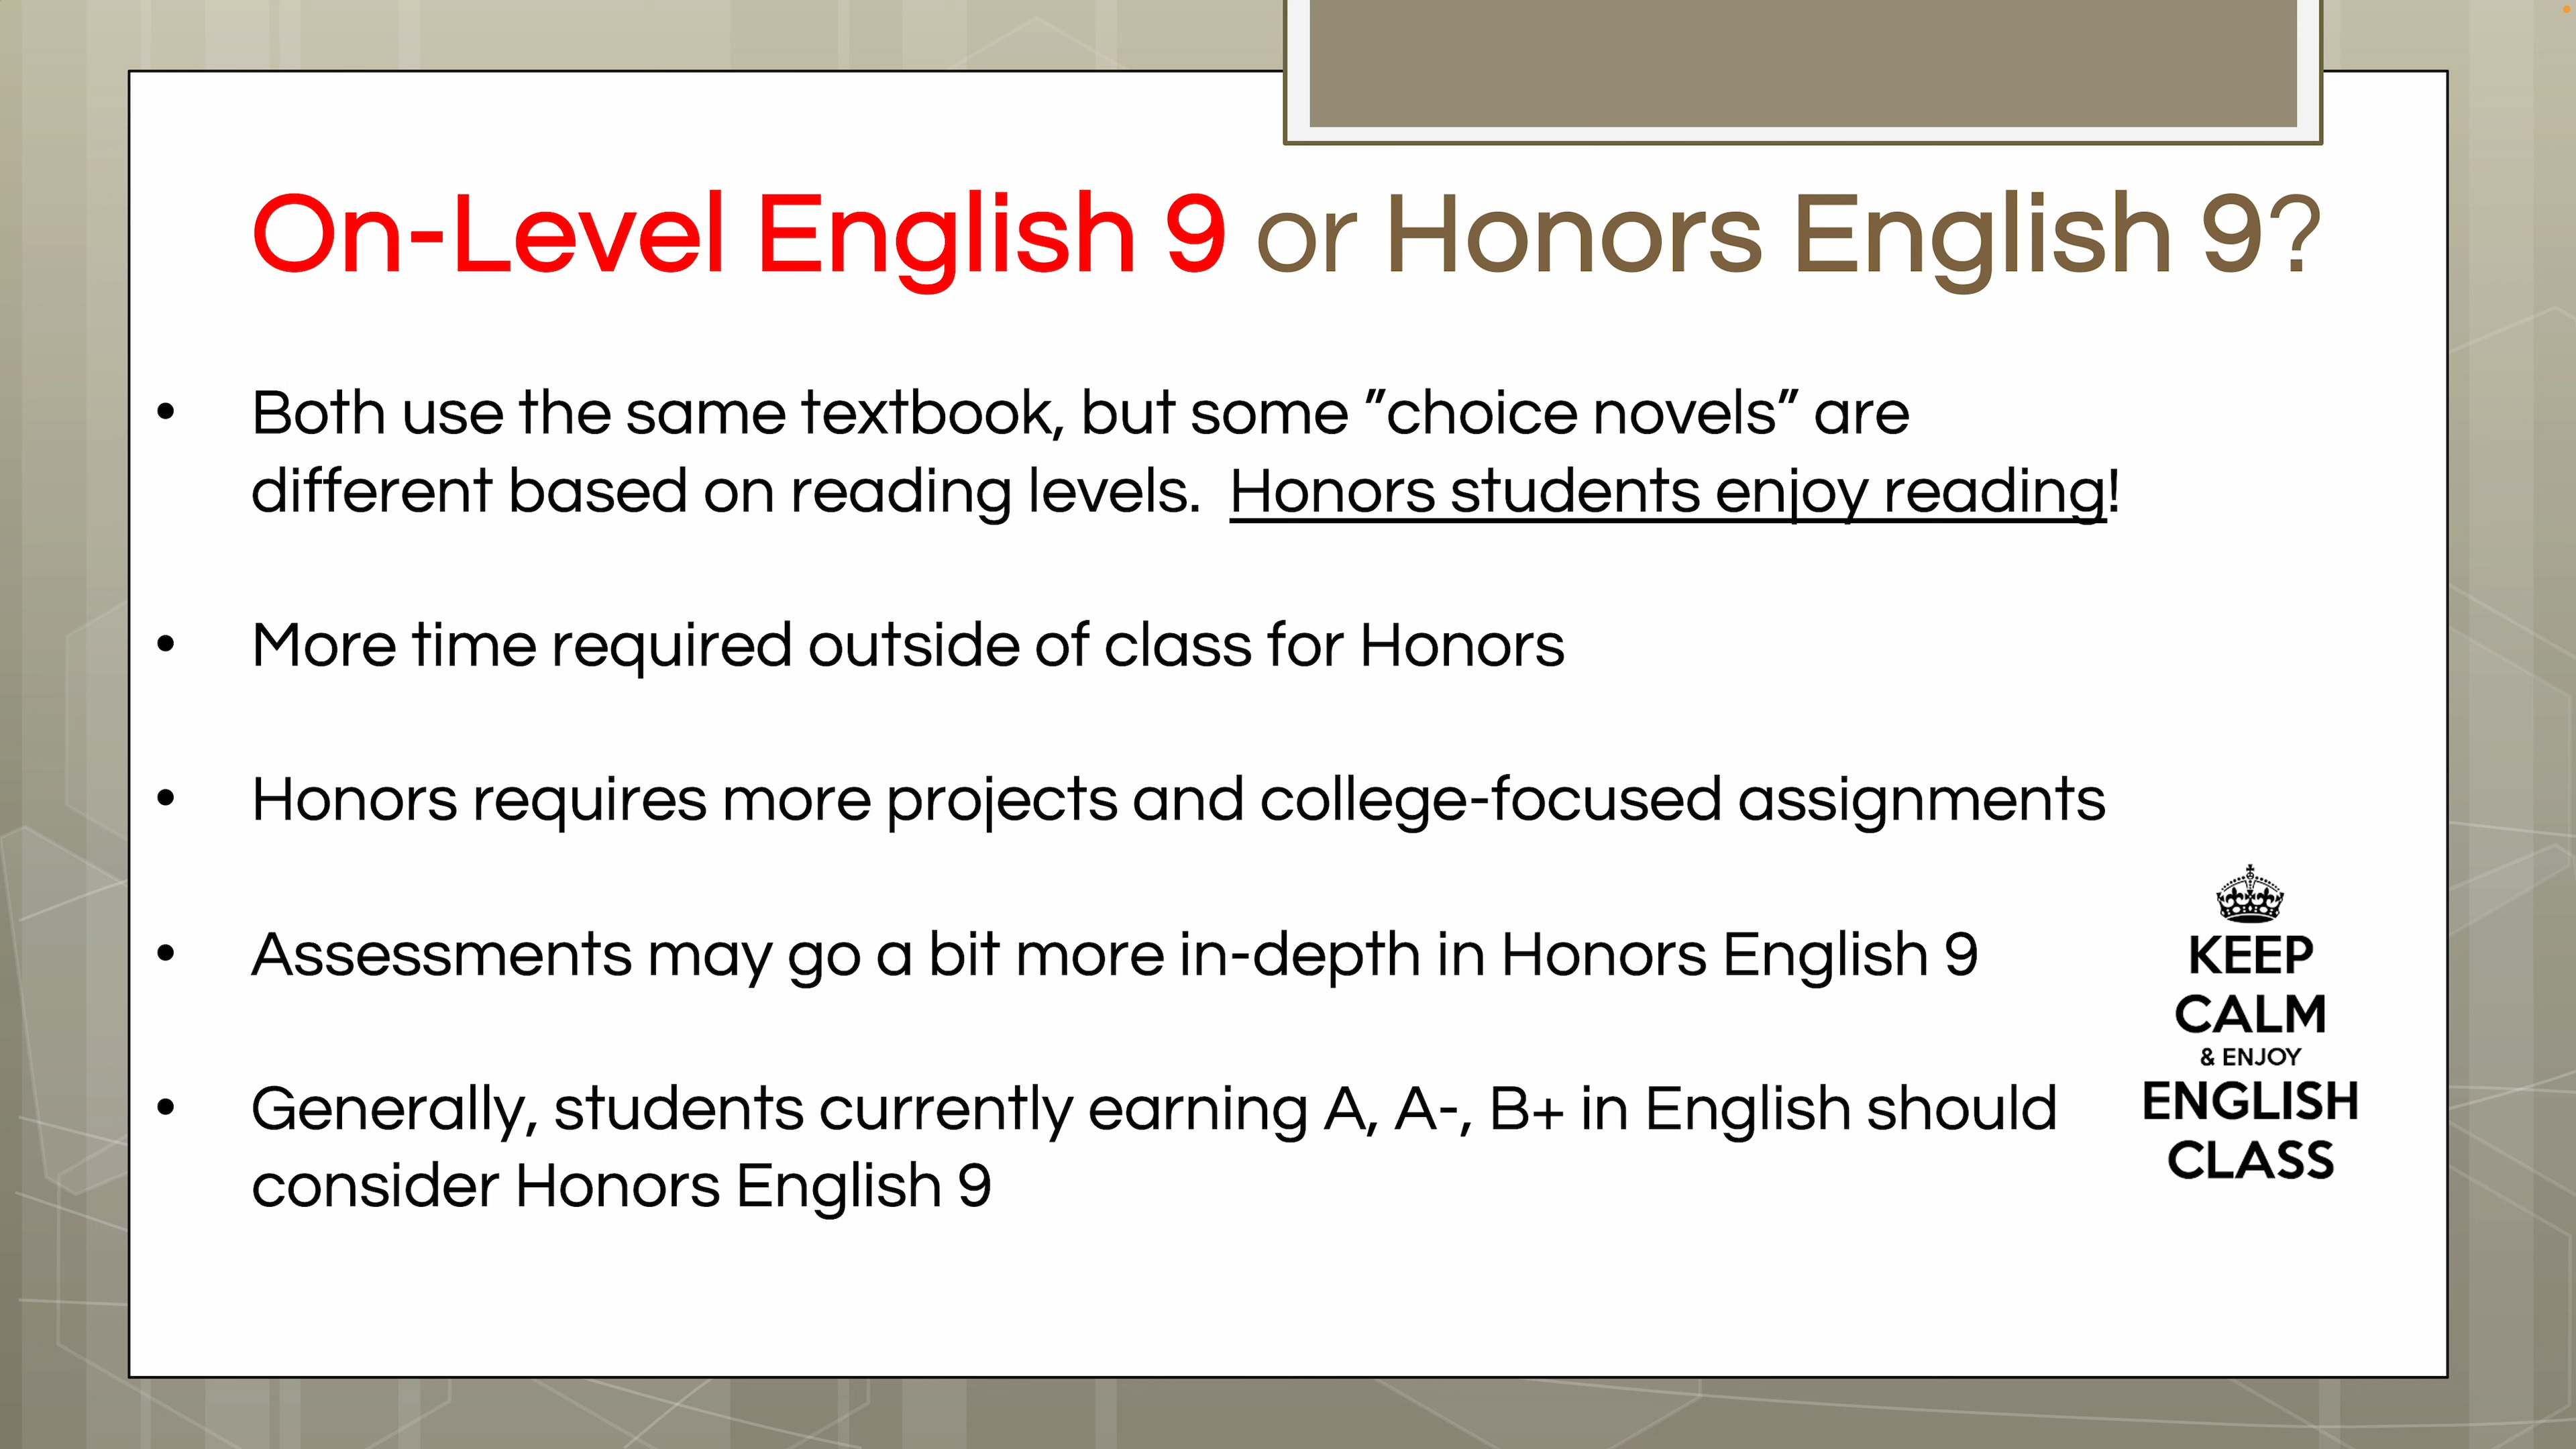 On-Level English 9 or Honors English 9?
• Both use the same textbook, but some ”choice novels” are
different based on reading levels.  Honors students enjoy reading!
• More time required outside of class for Honors
• Honors requires more projects and college-focused assignments
• Assessments may go a bit more in-depth in Honors English 9
• Generally, students currently earning A, A-, B+ in English should
consider Honors English 9
KEEP
CALM
& ENJOY
ENGLISH
CLASS